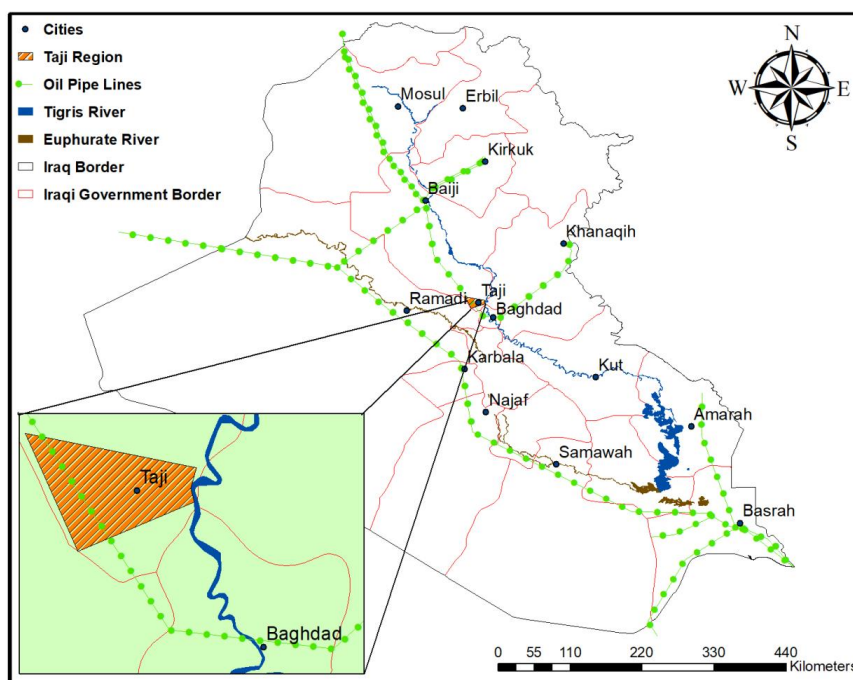 Cities
Taji Region
Oil Pipe Lines
Tigris River
Euphurate River
Iraq Border
Iraqi Government Border
N
W E
S
Mosul
Erbil
Kirkuk
Baiji
Khanaqih
Taji
Ramadi
Baghdad
Karbala
Kut
Najaf
Amarah
Samawah
Basrah
Taji
Baghdad
0 55 110 220 330 440
Kilometers